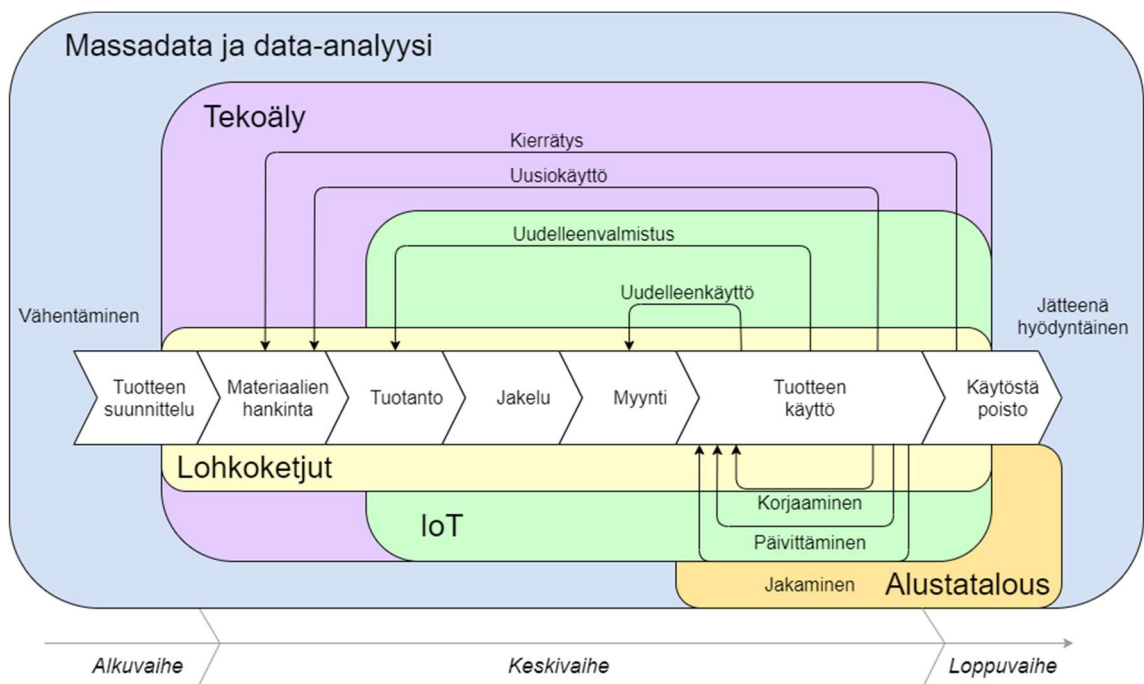 Massadata ja data-analyysi
Tekoäly
Kierrätys
Uusiokäyttö
Uudelleenvalmistus
Uudelleenkäyttö
Vähentäminen
Jätteenä
hyödyntäinen
Tuotteen
suunnittelu
Materiaalien
hankinta
Tuotanto
Jakelu
Myynti
Tuotteen
käyttö
Käytöstä
poisto
Lohkoketjut
Korjaaminen
IoT
Päivittäminen
Jakaminen
Alustatalous
Alkuvaihe
Keskivaihe
Loppuvaihe